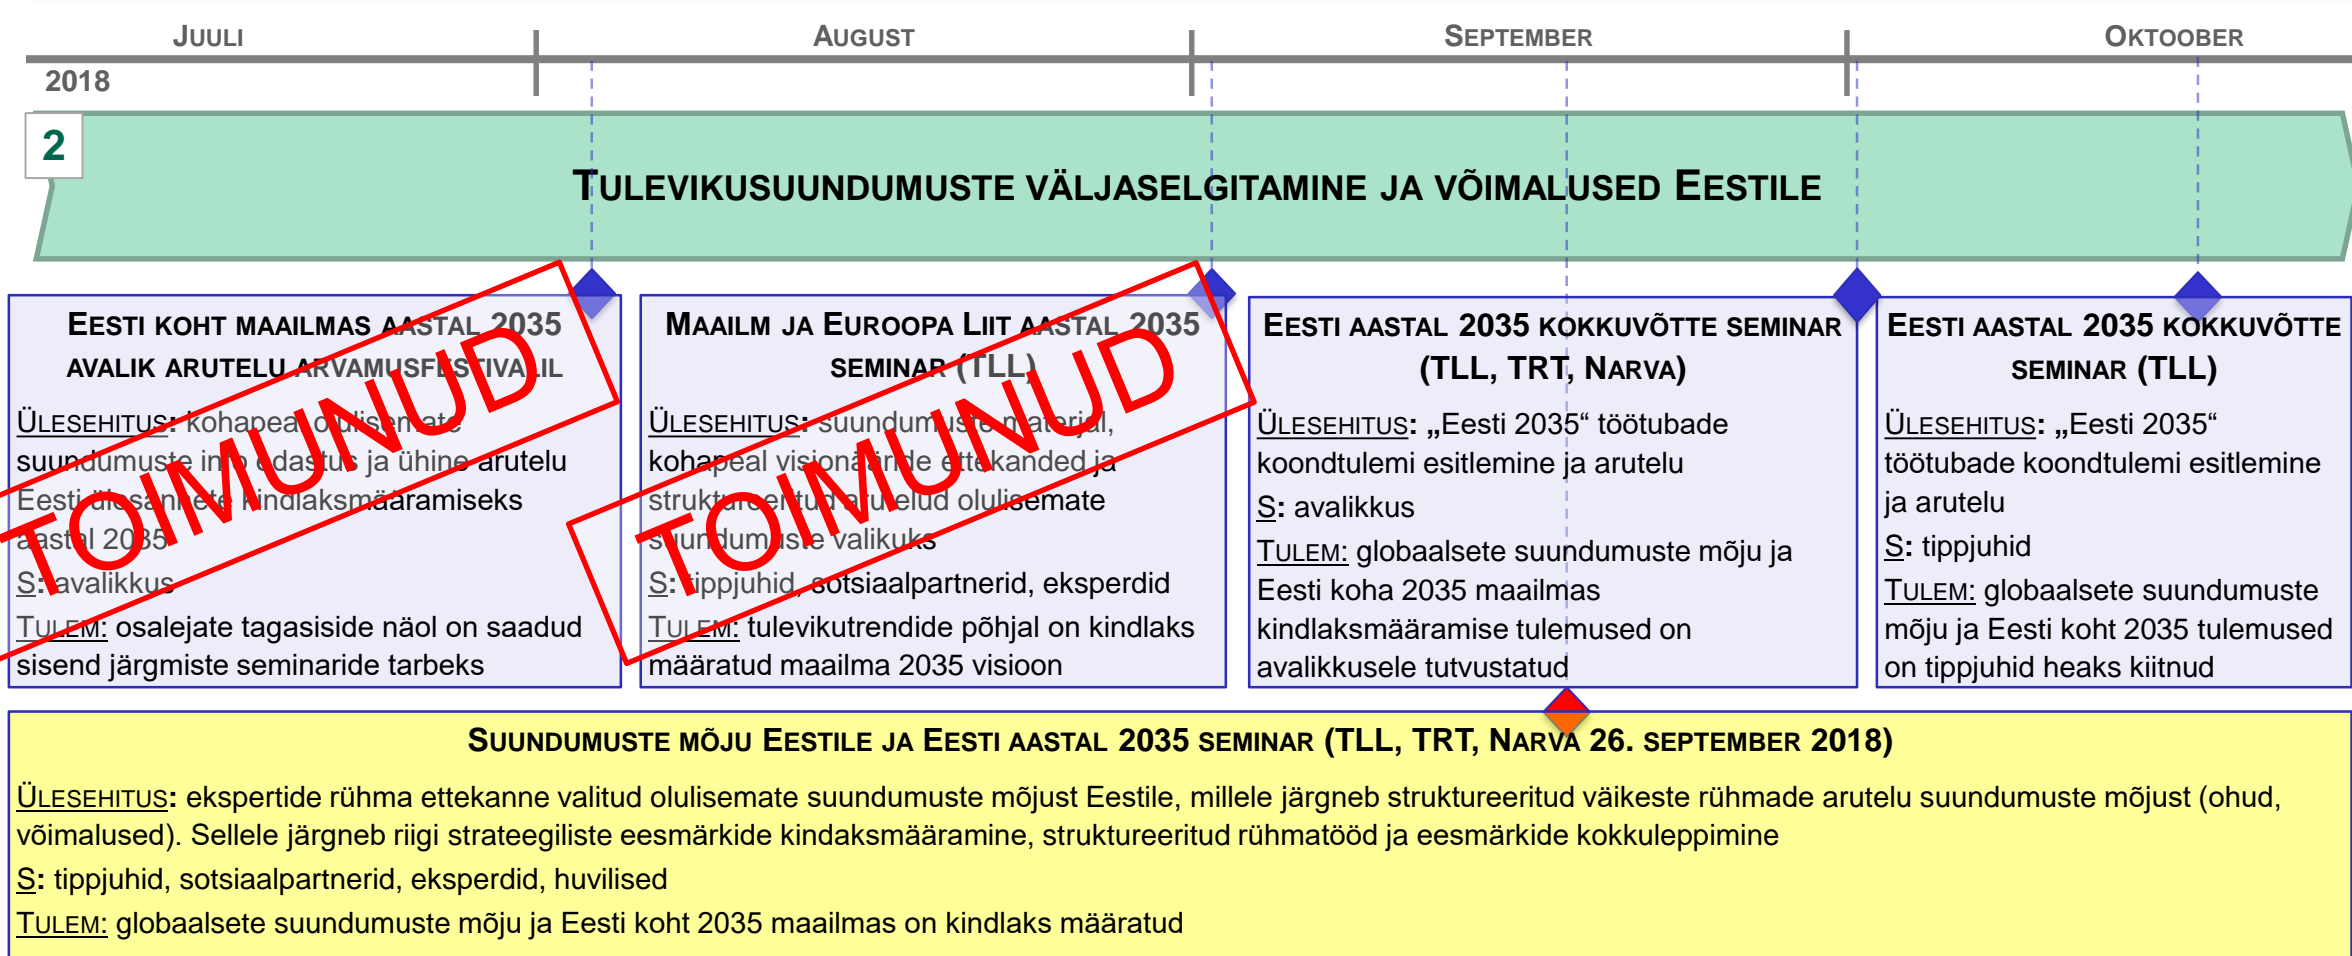 JUULI
AUGUST
SEPTEMBER
OKTOOBER
2018
2
TULEVIKUSUUNDUMUSTE VÄLJASELGITAMINE JA VÕIMALUSED EESTILE
EESTI KOHT MAAILMAS AASTAL 2035
AVALIK ARUTELU ARVAMUSFESTIVALIL
ÜLESEHITUS: kohapeal olulisemate
suundumuste info edastus ja ühine arutelu
Eesti ülesannete kindlaksmääramiseks
aastal 2035
S: avalikkus
TULEM: osalejate tagasiside näol on saadud
sisend järgmiste seminaride tarbeks
TOIMUNUD
MAAILM JA EUROOPA LIIT AASTAL 2035
SEMINAR (TLL)
ÜLESEHITUS: suundumuste materjal,
kohapeal visionääride ettekanded ja
struktureeritud arutelud olulisemate
suundumuste valikuks
S: tippjuhid, sotsiaalpartnerid, eksperdid
TULEM: tulevikutrendide põhjal on kindlaks
määratud maailma 2035 visioon
TOIMUNUD
EESTI AASTAL 2035 KOKKUVÕTTE SEMINAR
(TLL, TRT, NARVA)
ÜLESEHITUS: „Eesti 2035“ töötubade
koondtulemi esitlemine ja arutelu
S: avalikkus
TULEM: globaalsete suundumuste mõju ja
Eesti koha 2035 maailmas
kindlaksmääramise tulemused on
avalikkusele tutvustatud
EESTI AASTAL 2035 KOKKUVÕTTE
SEMINAR (TLL)
ÜLESEHITUS: „Eesti 2035“
töötubade koondtulemi esitlemine
ja arutelu
S: tippjuhid
TULEM: globaalsete suundumuste
mõju ja Eesti koht 2035 tulemused
on tippjuhid heaks kiitnud
SUUNDUMUSTE MÕJU EESTILE JA EESTI AASTAL 2035 SEMINAR (TLL, TRT, NARVA 26. SEPTEMBER 2018)
ÜLESEHITUS: ekspertide rühma ettekanne valitud olulisemate suundumuste mõjust Eestile, millele järgneb struktureeritud väikeste rühmade arutelu suundumuste mõjust (ohud,
võimalused). Sellele järgneb riigi strateegiliste eesmärkide kindaksmääramine, struktureeritud rühmatööd ja eesmärkide kokkuleppimine
S: tippjuhid, sotsiaalpartnerid, eksperdid, huvilised
TULEM: globaalsete suundumuste mõju ja Eesti koht 2035 maailmas on kindlaks määratud